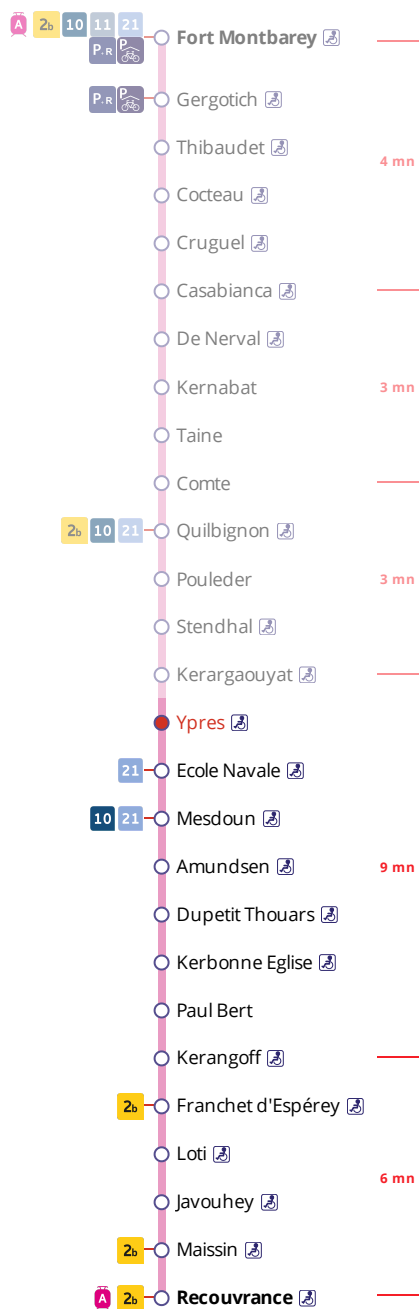 A 2b 10 11 21 Fort Montbarey
P+R P
P+R P Gergotich
Thibaudet
4 mn
Cocteau
Cruguel
Casabianca
De Nerval
Kernabat 3 mn
Taine
Comte
2b 10 21 Quilbignon
Pouleder 3 mn
Stendhal
Kerargaouyat
Ypres
21 Ecole Navale
10 21 Mesdoun
Amundsen 9 mn
Dupetit Thouars
Kerbonne Eglise
Paul Bert
Kerangoff
2b Franchet d'Espérey
Loti
6 mn
Javouhey
2b Maissin
A 2b Recouvrance